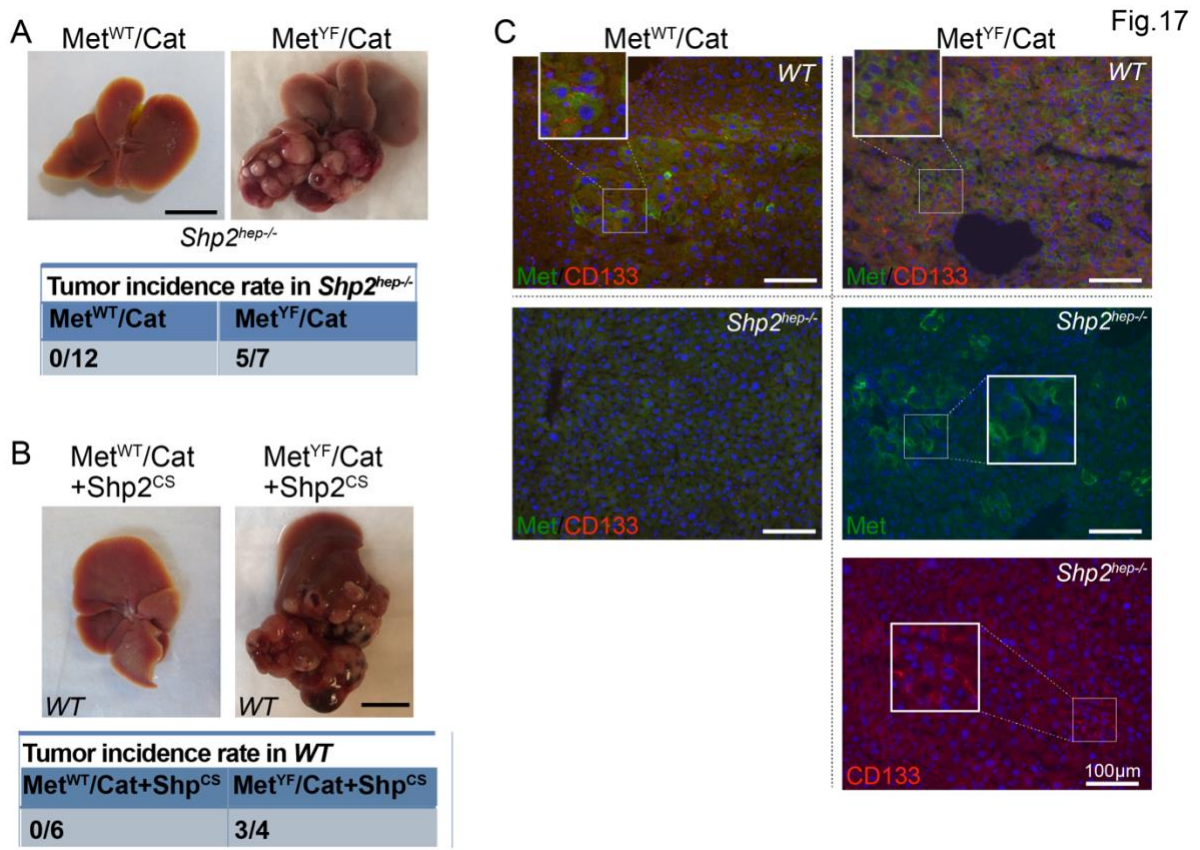 Fig.17
A
Met^WT/Cat Met^YF/Cat
Shp2^hep-/-
Tumor incidence rate in Shp2^hep-/-
Met^WT/Cat Met^YF/Cat
0/12 5/7
B
Met^WT/Cat
+Shp2^CS
Met^YF/Cat
+Shp2^CS
WT
Tumor incidence rate in WT
Met^WT/Cat+Shp^CS Met^YF/Cat+Shp^CS
0/6 3/4
C
Met^WT/Cat Met^YF/Cat
WT
Met/CD133
WT
Met/CD133
Shp2^hep-/-
Met/CD133
Shp2^hep-/-
Met
Shp2^hep-/-
CD133
100μm